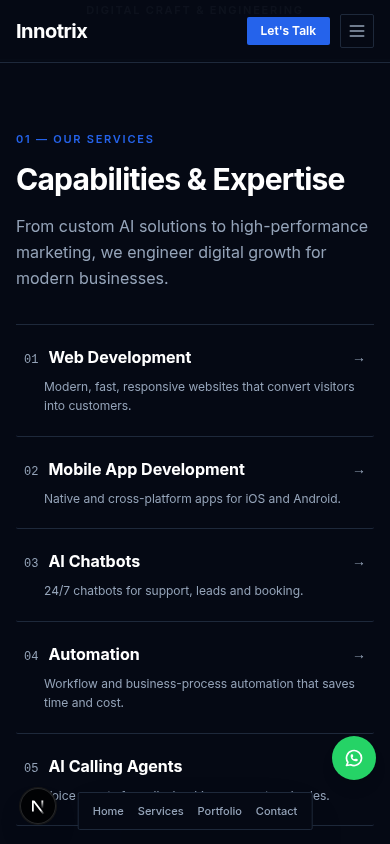 DIGITAL CRAFT & ENGINEERING
Innotrix
Let's Talk
01 — OUR SERVICES
Capabilities & Expertise
From custom AI solutions to high-performance
marketing, we engineer digital growth for
modern businesses.
01 Web Development →
Modern, fast, responsive websites that convert visitors
into customers.
02 Mobile App Development →
Native and cross-platform apps for iOS and Android.
03 AI Chatbots →
24/7 chatbots for support, leads and booking.
04 Automation →
Workflow and business-process automation that saves
time and cost.
05 AI Calling Agents
N
Home Services Portfolio Contact